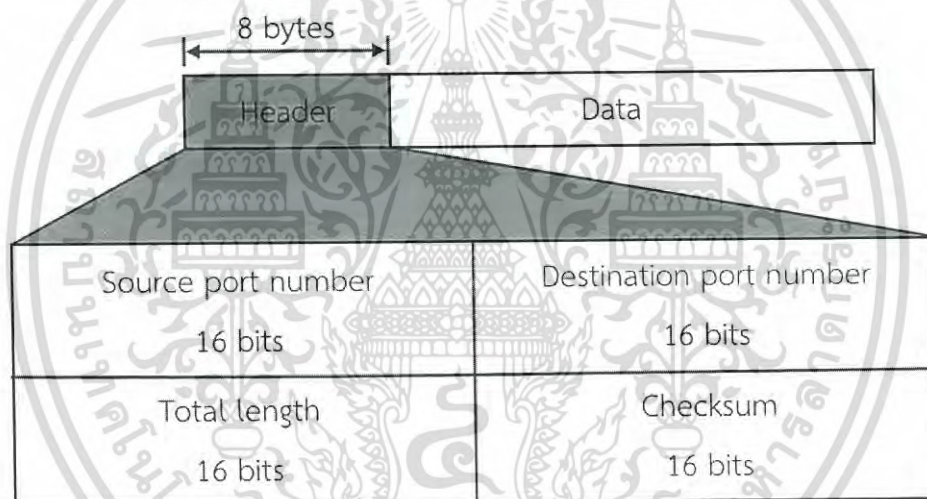 8 bytes
Header
Data
Source port number
Destination port number
16 bits
16 bits
Total length
Checksum
16 bits
16 bits